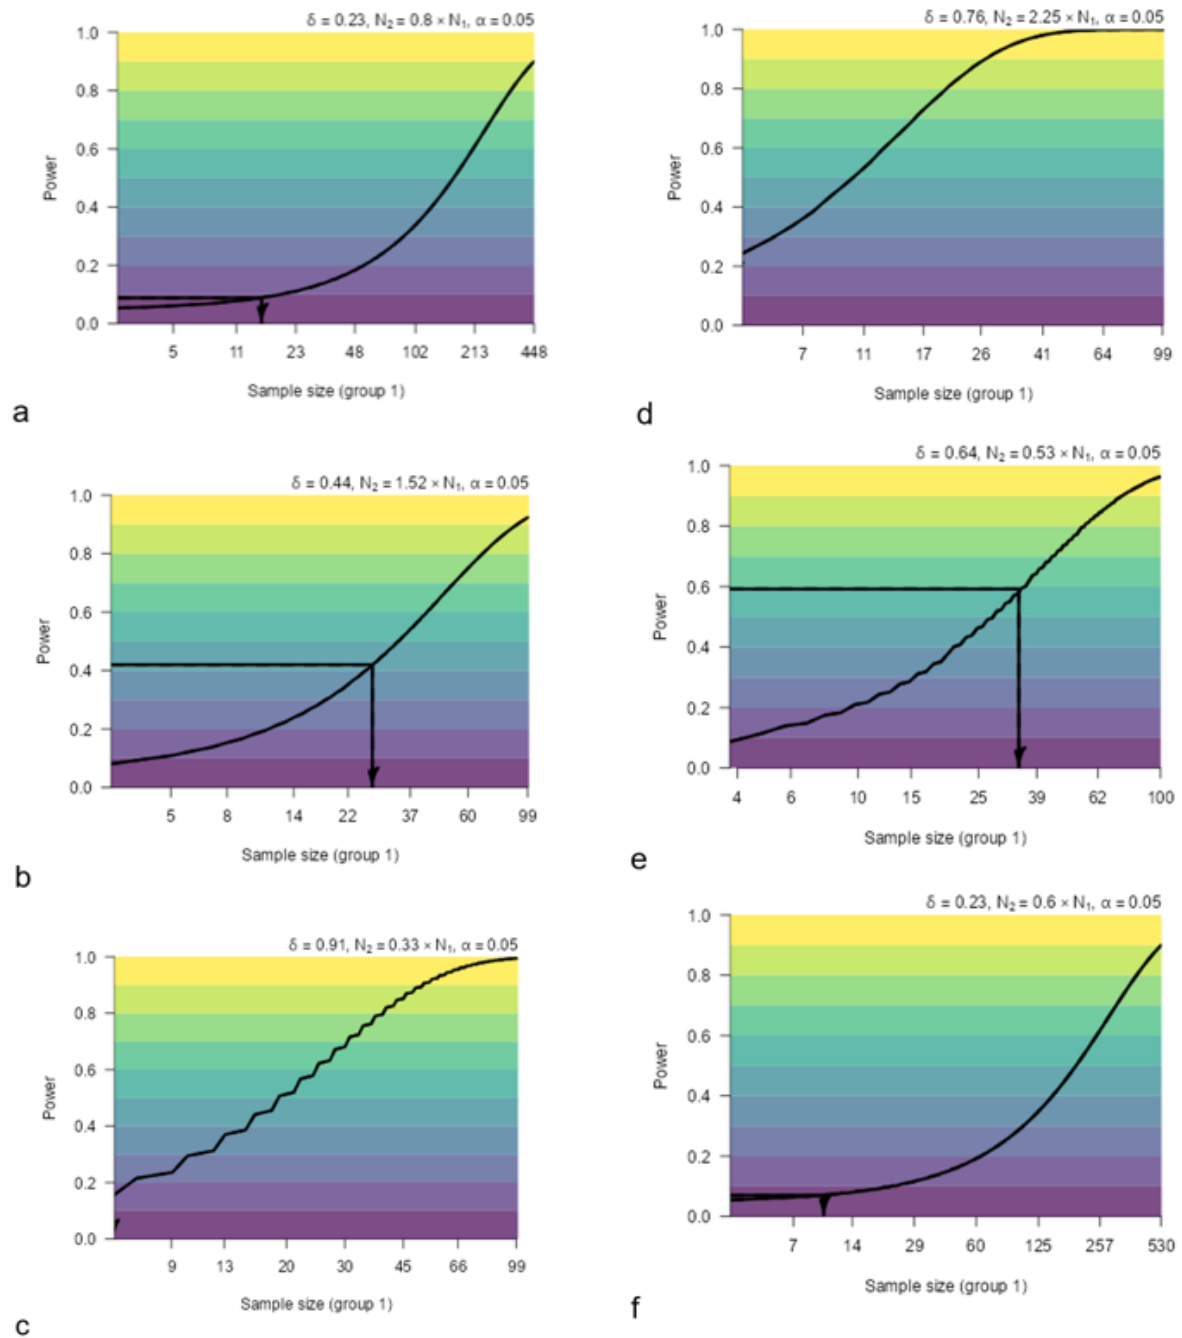 δ = 0.23, N₂ = 0.8 × N₁, α = 0.05
1.0
0.8
0.6
0.4
0.2
0.0
Power
5 11 23 48 102 213 448
Sample size (group 1)
a
δ = 0.76, N₂ = 2.25 × N₁, α = 0.05
1.0
0.8
0.6
0.4
0.2
0.0
Power
7 11 17 26 41 64 99
Sample size (group 1)
d
δ = 0.44, N₂ = 1.52 × N₁, α = 0.05
1.0
0.8
0.6
0.4
0.2
0.0
Power
5 8 14 22 37 60 99
Sample size (group 1)
b
δ = 0.64, N₂ = 0.53 × N₁, α = 0.05
1.0
0.8
0.6
0.4
0.2
0.0
Power
4 6 10 15 25 39 62 100
Sample size (group 1)
e
δ = 0.91, N₂ = 0.33 × N₁, α = 0.05
1.0
0.8
0.6
0.4
0.2
0.0
Power
9 13 20 30 45 66 99
Sample size (group 1)
c
δ = 0.23, N₂ = 0.6 × N₁, α = 0.05
1.0
0.8
0.6
0.4
0.2
0.0
Power
7 14 29 60 125 257 530
Sample size (group 1)
f